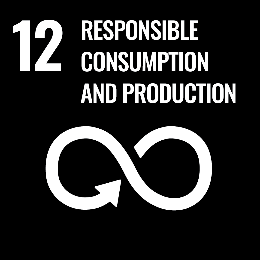 12 RESPONSIBLE
CONSUMPTION
AND PRODUCTION